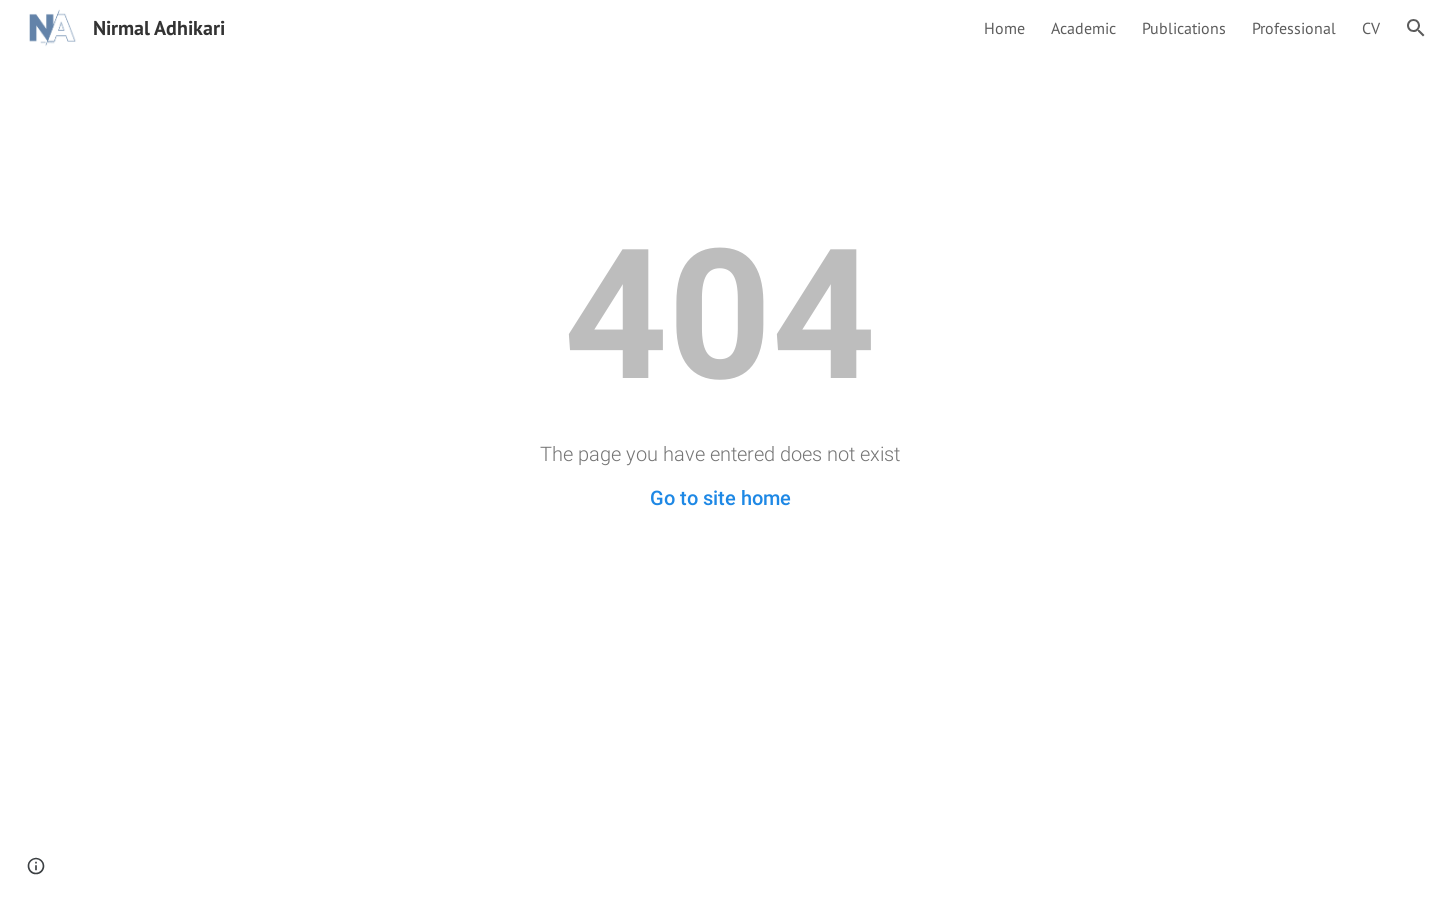 NA
Nirmal Adhikari
Home
Academic
Publications
Professional
CV
404
The page you have entered does not exist
Go to site home